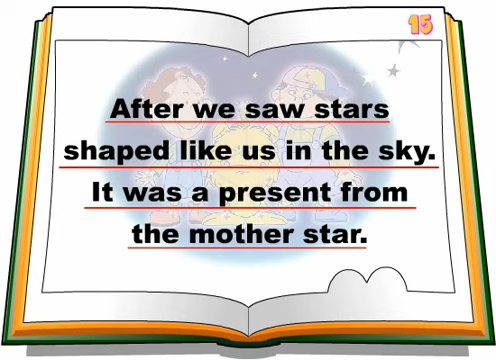 15
After we saw stars
shaped like us in the sky.
It was a present from
the mother star.